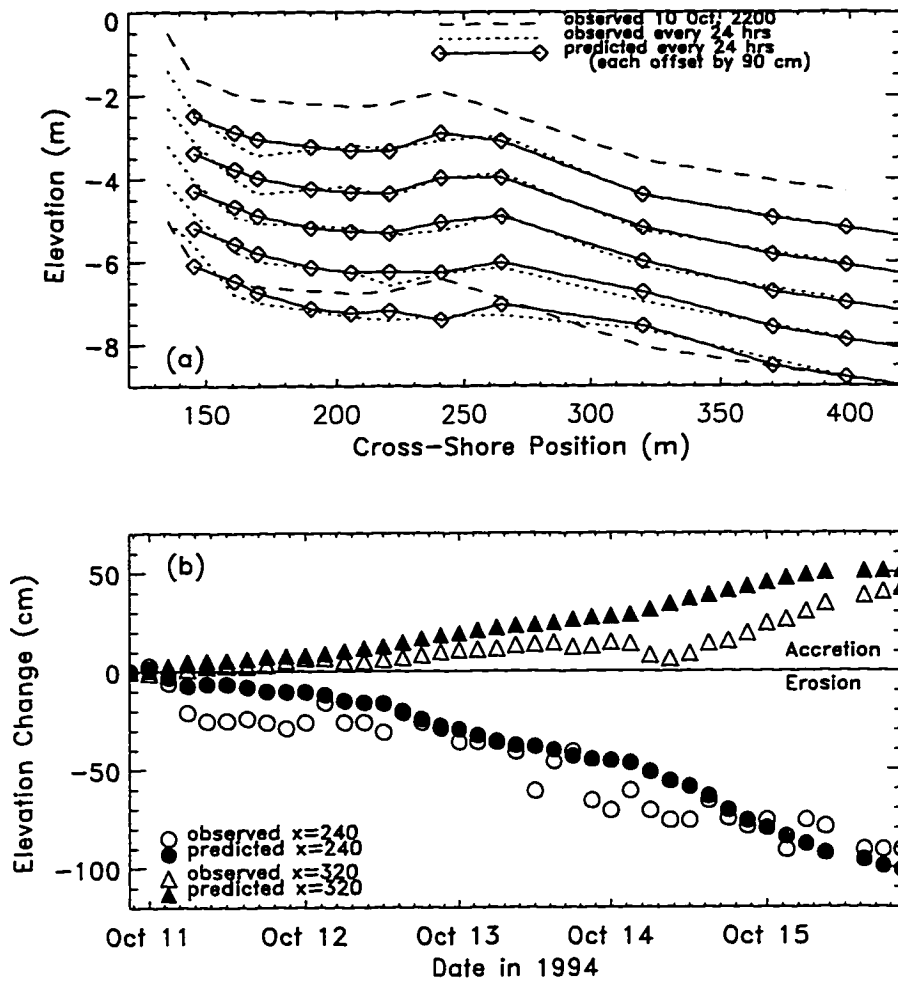 observed 10 Oct, 2200
observed every 24 hrs
predicted every 24 hrs
(each offset by 90 cm)
0
-2
-4
-6
-8
Elevation (m)
(a)
150 200 250 300 350 400
Cross-Shore Position (m)
(b)
50
0
-50
-100
Elevation Change (cm)
Accretion
Erosion
observed x=240
predicted x=240
observed x=320
predicted x=320
Oct 11 Oct 12 Oct 13 Oct 14 Oct 15
Date in 1994